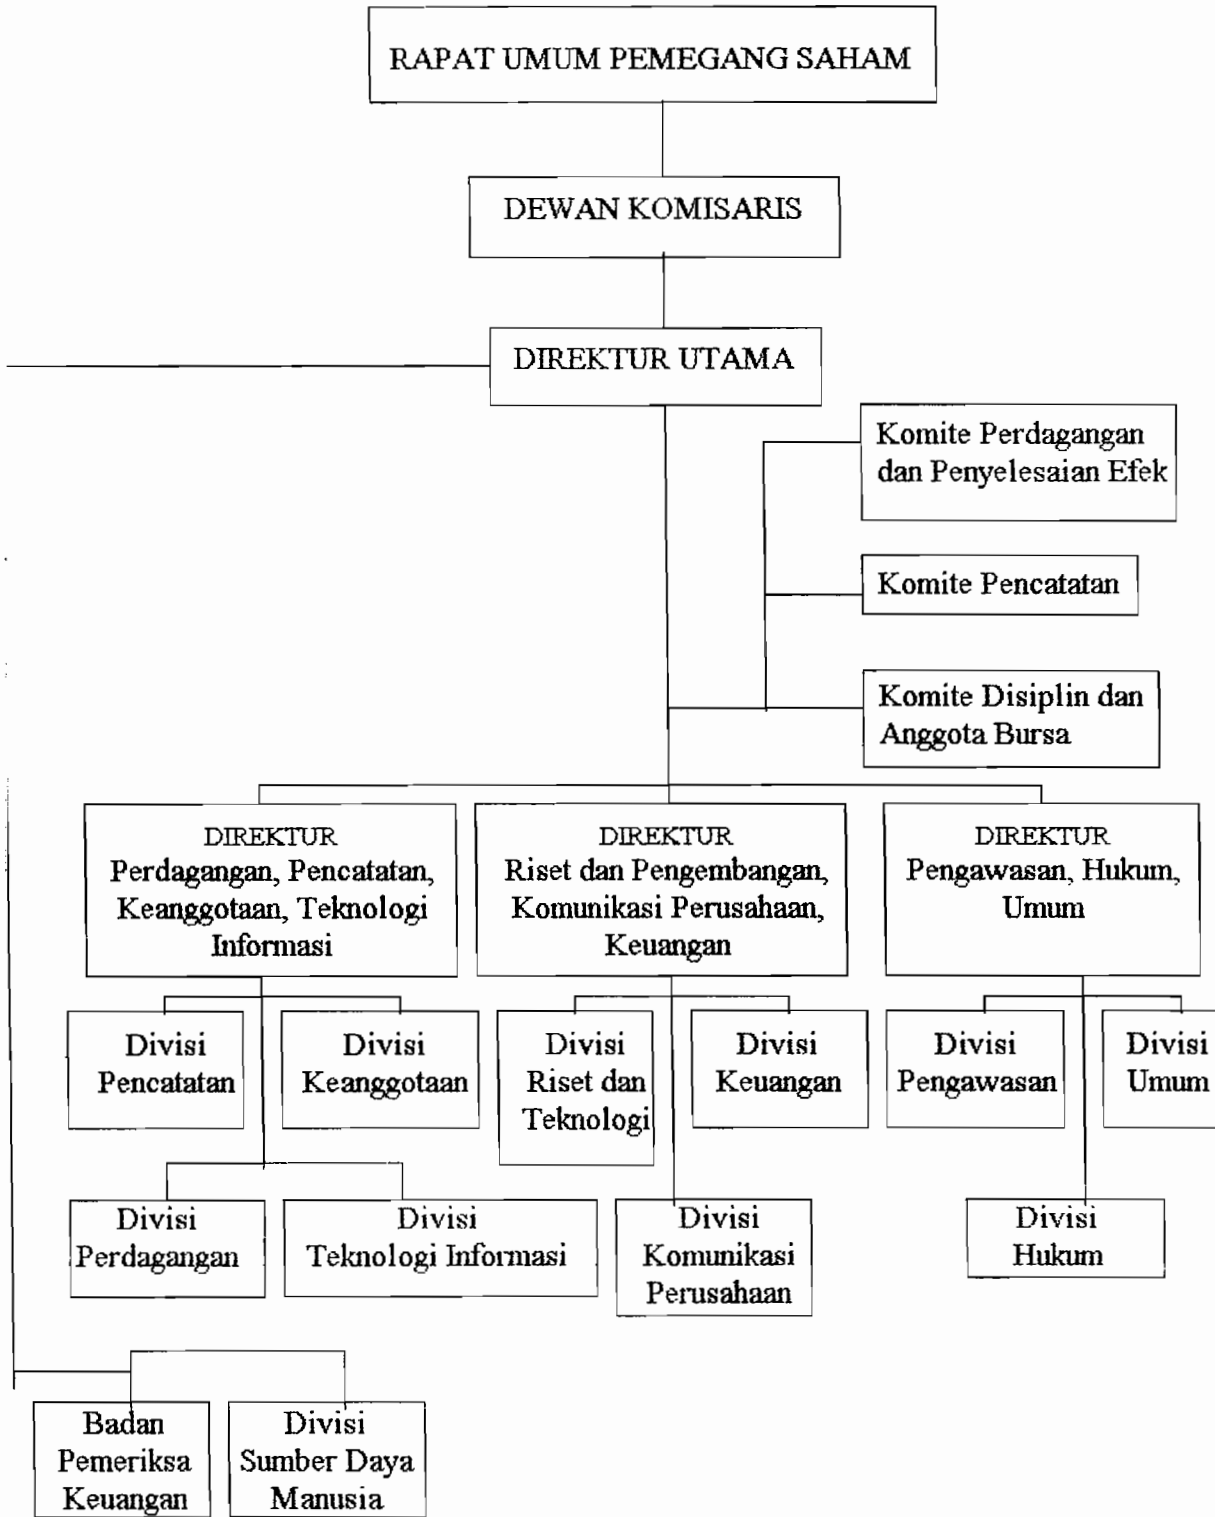 RAPAT UMUM PEMEGANG SAHAM
DEWAN KOMISARIS
DIREKTUR UTAMA
Komite Perdagangan
dan Penyelesaian Efek
Komite Pencatatan
Komite Disiplin dan
Anggota Bursa
DIREKTUR
Perdagangan, Pencatatan,
Keanggotaan, Teknologi
Informasi
DIREKTUR
Riset dan Pengembangan,
Komunikasi Perusahaan,
Keuangan
DIREKTUR
Pengawasan, Hukum,
Umum
Divisi
Pencatatan
Divisi
Keanggotaan
Divisi
Riset dan
Teknologi
Divisi
Keuangan
Divisi
Pengawasan
Divisi
Umum
Divisi
Perdagangan
Divisi
Teknologi Informasi
Divisi
Komunikasi
Perusahaan
Divisi
Hukum
Badan
Pemeriksa
Keuangan
Divisi
Sumber Daya
Manusia